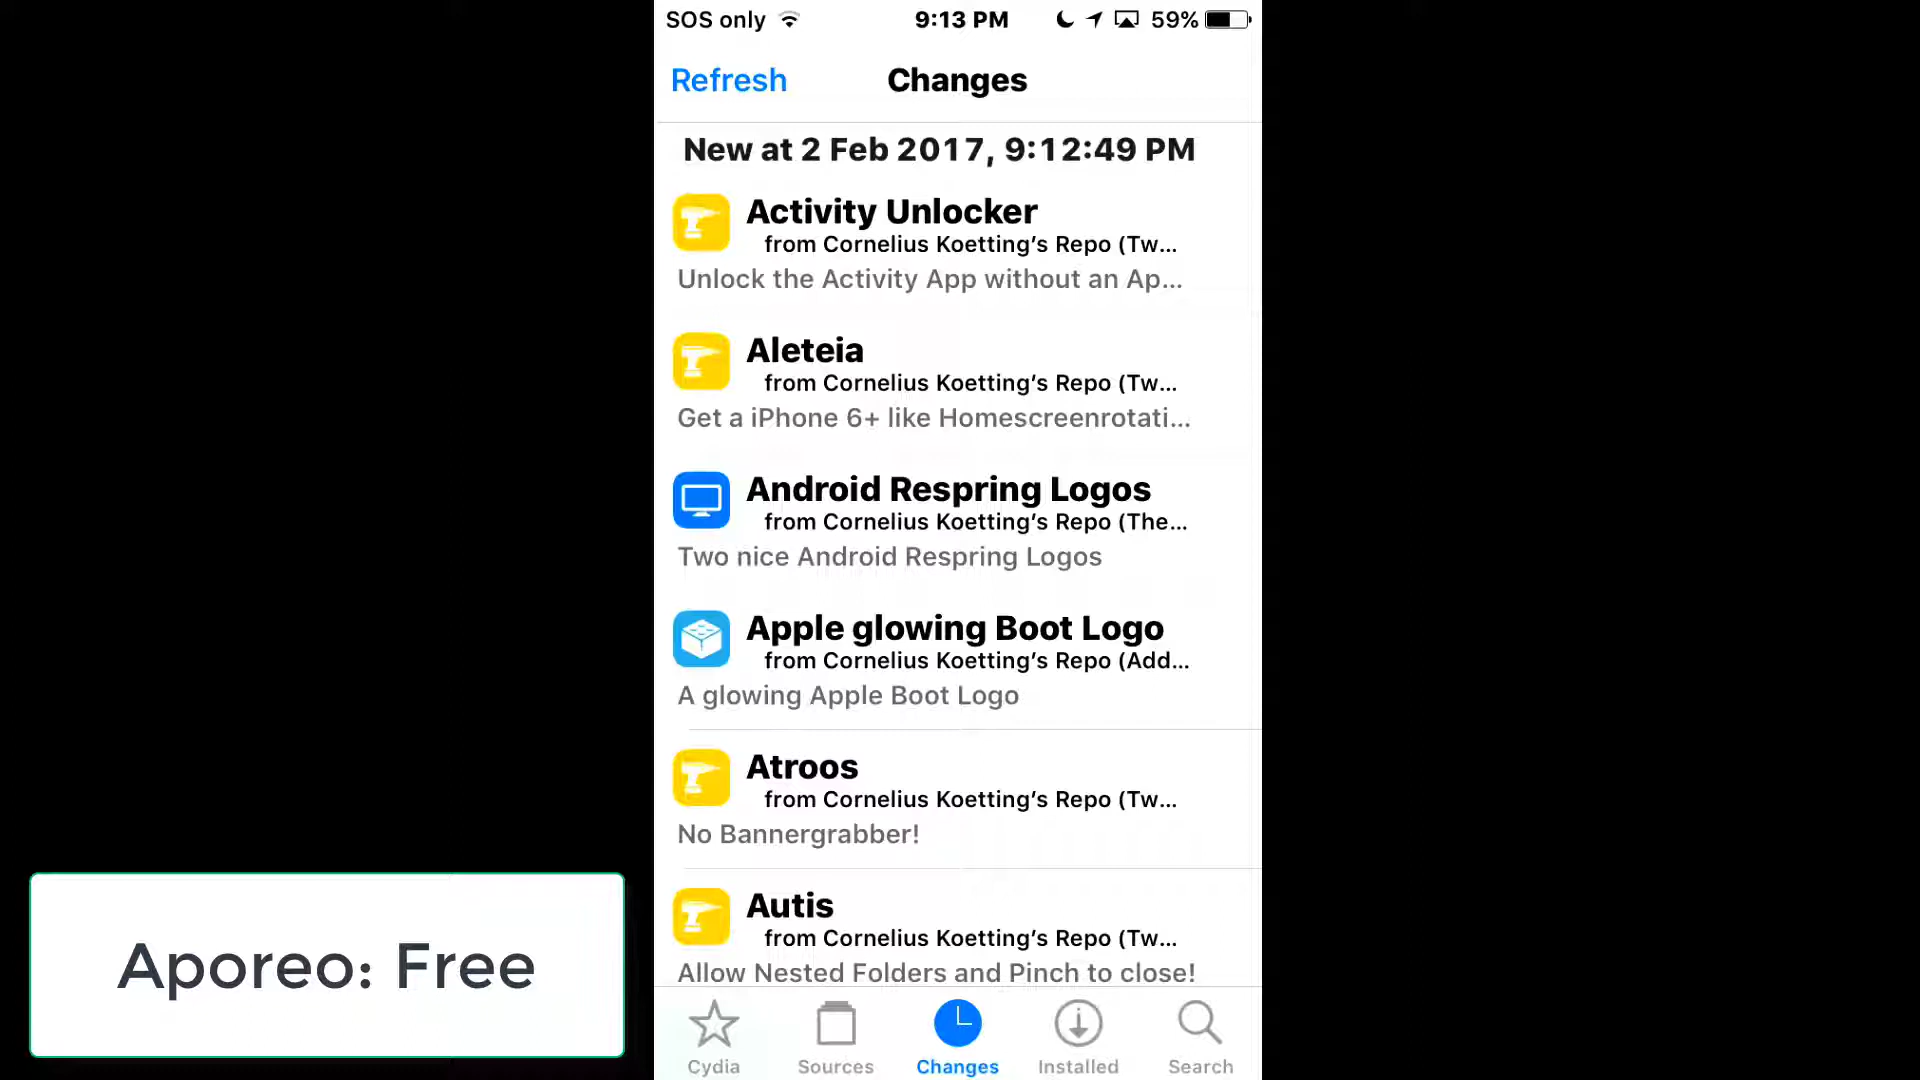 SOS only 9:13 PM 59%
Refresh Changes
New at 2 Feb 2017, 9:12:49 PM
Activity Unlocker
from Cornelius Koetting’s Repo (Tw...
Unlock the Activity App without an Ap...
Aleteia
from Cornelius Koetting’s Repo (Tw...
Get a iPhone 6+ like Homescreenrotati...
Android Respring Logos
from Cornelius Koetting’s Repo (The...
Two nice Android Respring Logos
Apple glowing Boot Logo
from Cornelius Koetting’s Repo (Add...
A glowing Apple Boot Logo
Atroos
from Cornelius Koetting’s Repo (Tw...
No Bannergrabber!
Autis
from Cornelius Koetting’s Repo (Tw...
Allow Nested Folders and Pinch to close!
Cydia Sources Changes Installed Search
Aporeo: Free